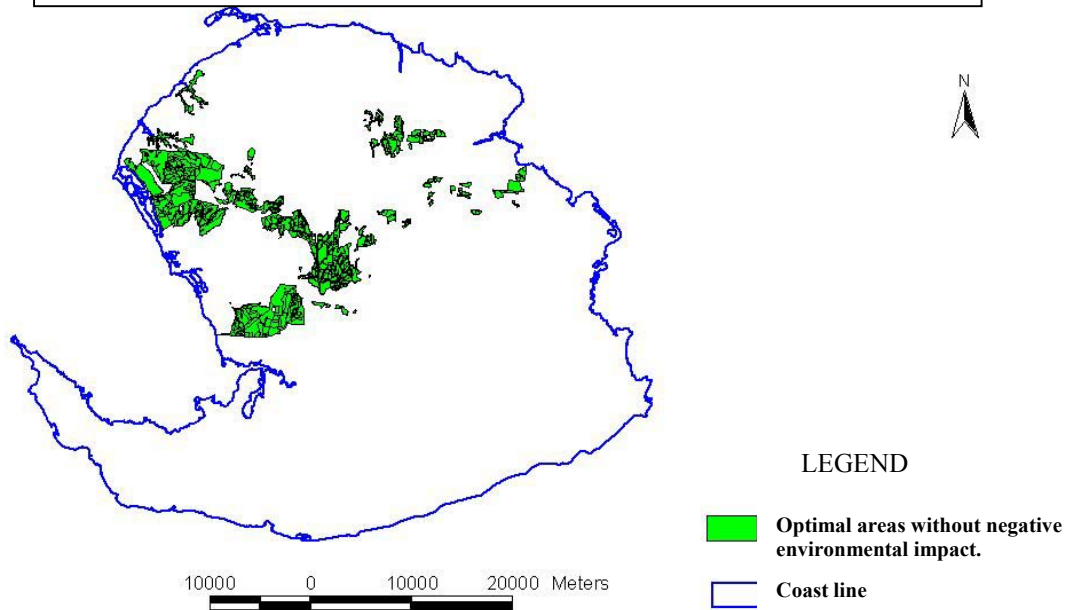 N
LEGEND
Optimal areas without negative
environmental impact.
Coast line
10000 0 10000 20000 Meters